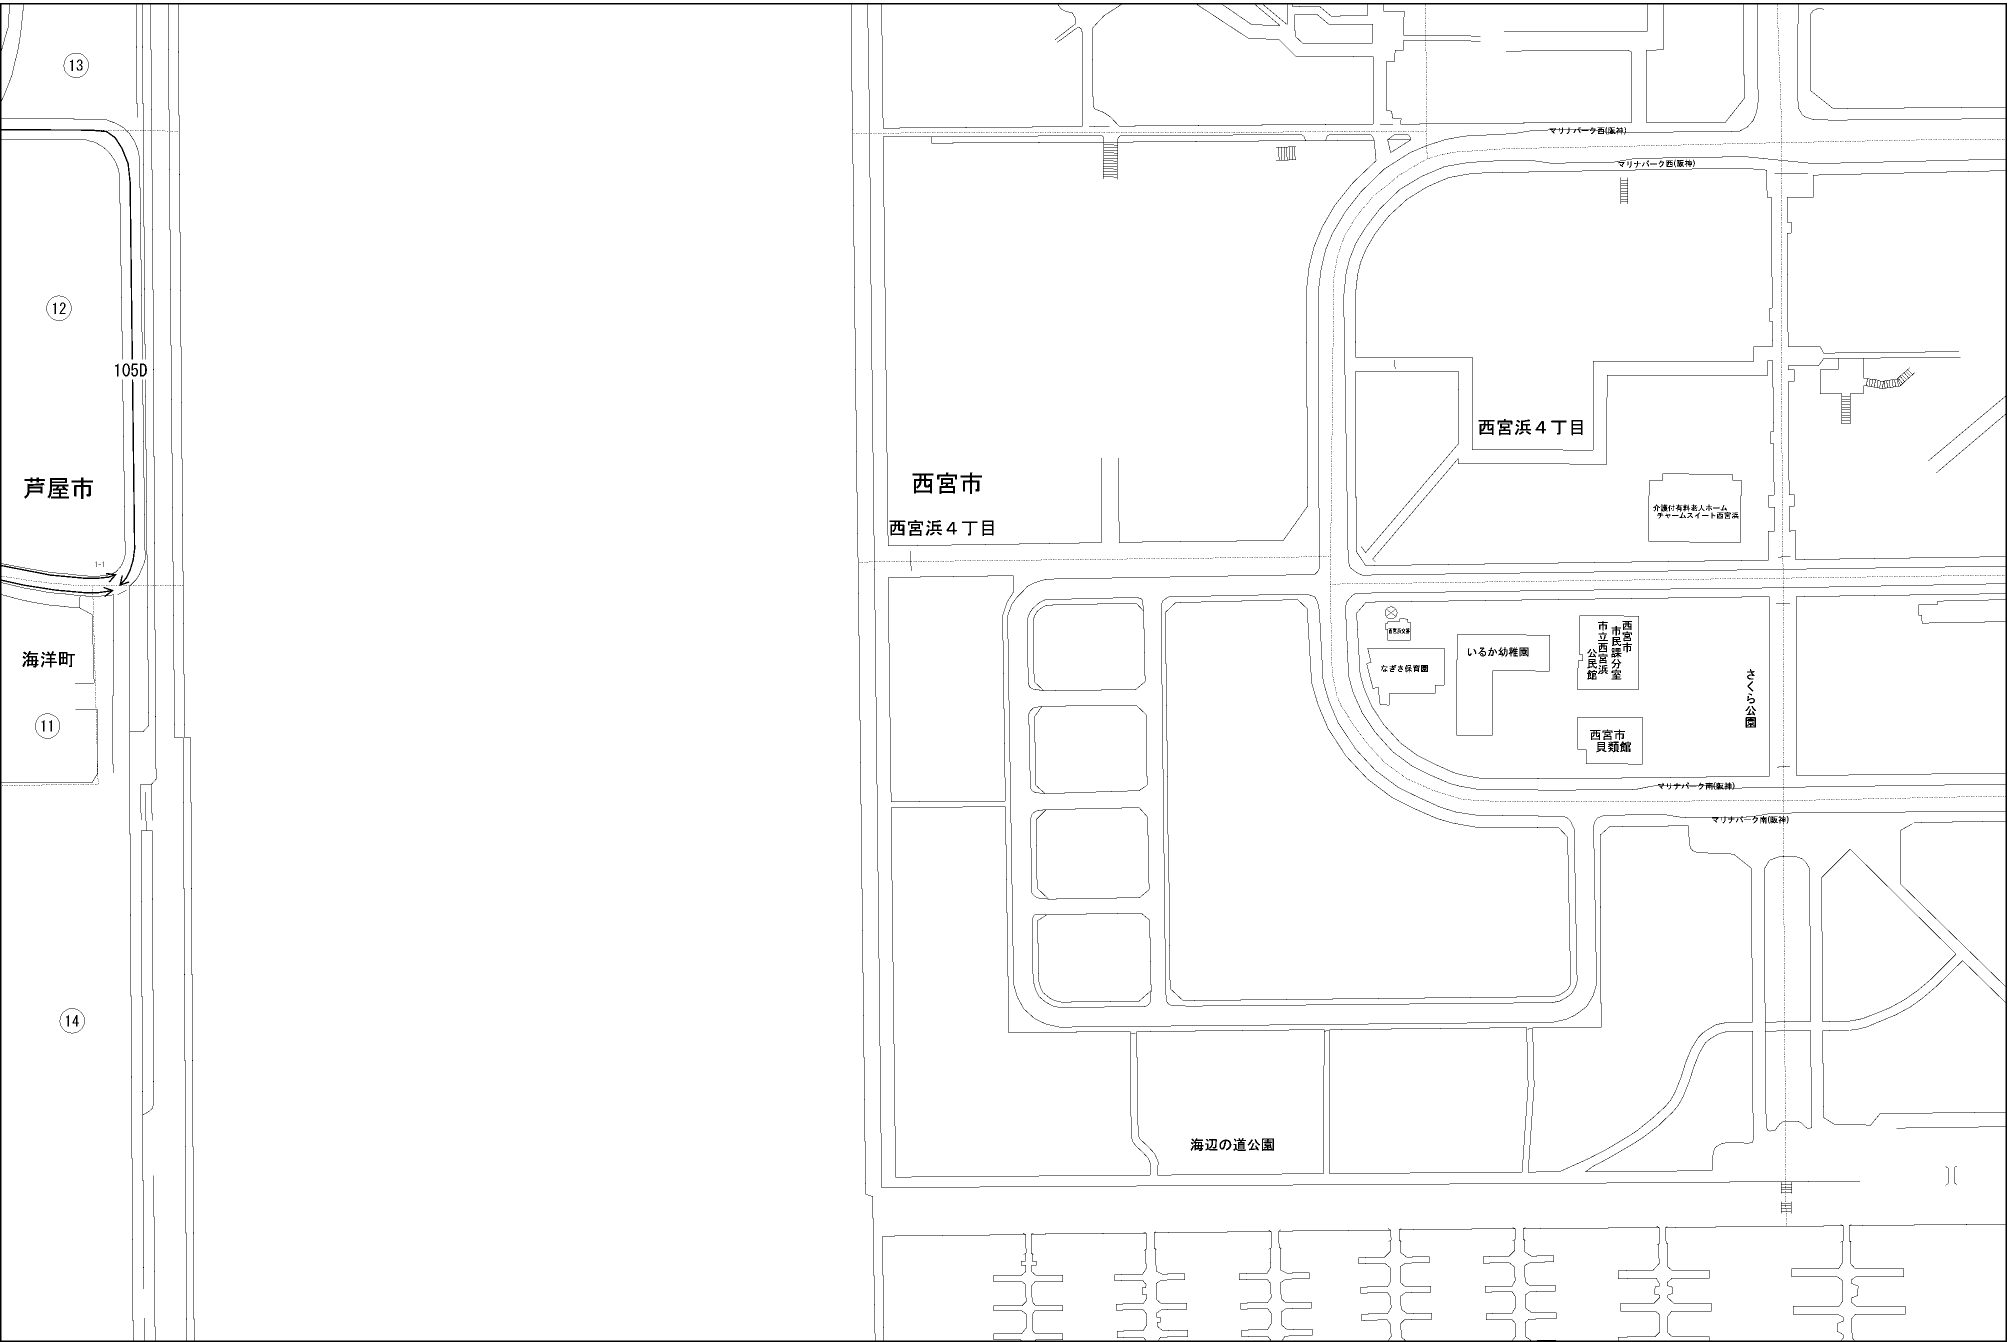 13
マリナパーク西(阪神)
マリナパーク西(阪神)
12
105D
西宮浜4丁目
芦屋市
西宮市
介護付有料老人ホーム
チャームスイート西宮浜
西宮浜4丁目
1-1
海洋町
なぎさ保育園
いるか幼稚園
西宮市
市民課分室
市立西宮浜
公民館
さくら公園
11
西宮市
貝類館
マリナパーク南(阪神)
マリナパーク南(阪神)
14
海辺の道公園